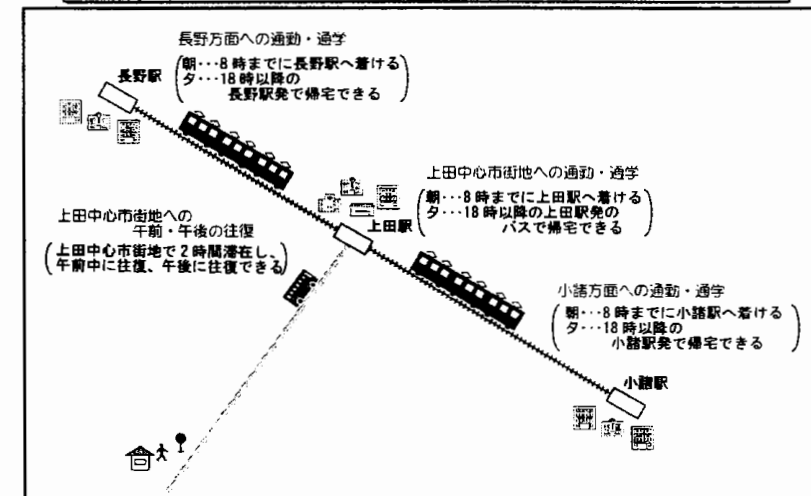 長野方面への通勤・通学
朝･･･8時までに長野駅へ着ける
夕･･･18時以降の
長野駅発で帰宅できる
長野駅
上田中心市街地への通勤・通学
朝･･･8時までに上田駅へ着ける
夕･･･18時以降の上田駅発の
バスで帰宅できる
上田駅
上田中心市街地への
午前・午後の往復
上田中心市街地で2時間滞在し、
午前中に往復、午後に往復できる
小諸方面への通勤・通学
朝･･･8時までに小諸駅へ着ける
夕･･･18時以降の
小諸駅発で帰宅できる
小諸駅